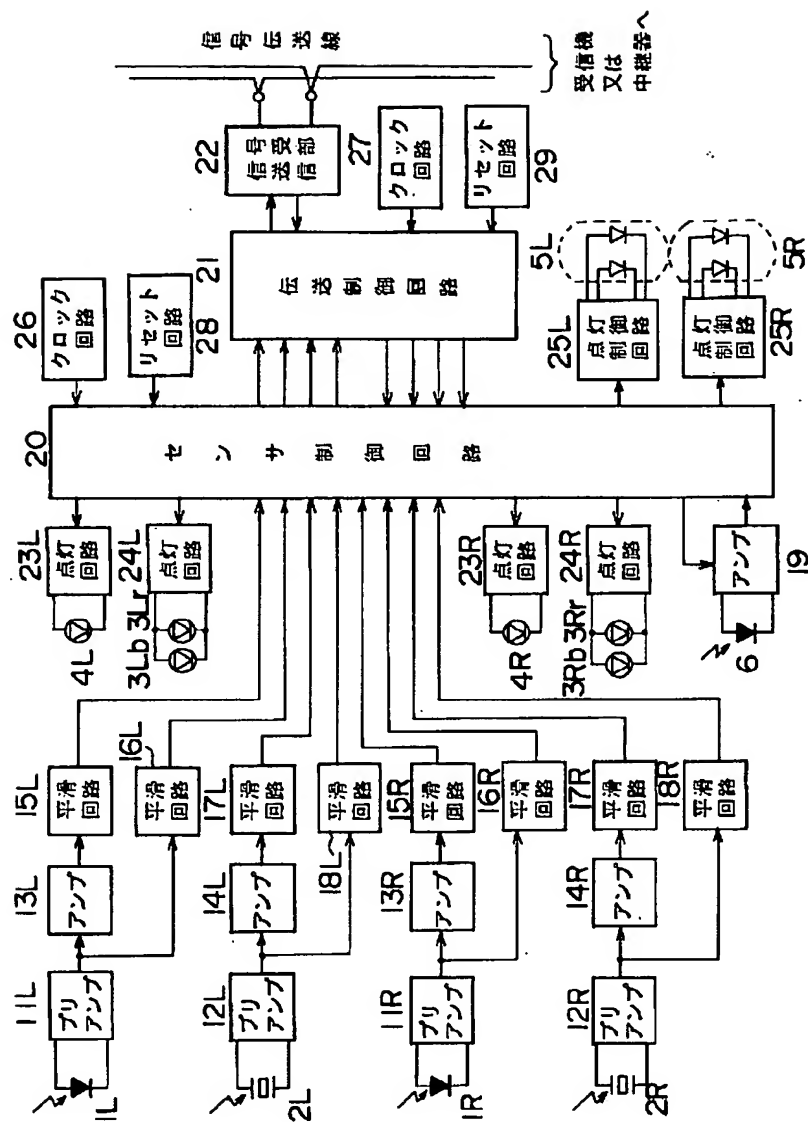 信号伝送線
受信機
又は
中継器へ
22
信号受
送部
信
27
クロック
回路
リセット
回路
29
21
伝送制御回路
5L
5R
25L
点灯
制御
回路
点灯
制御
回路
25R
26
クロック
回路
リセット
回路
28
20
センサ制御回路
23L
点灯
回路
4L
24L
点灯
回路
3Lb 3Lr
23R
点灯
回路
4R
24R
点灯
回路
3Rb 3Rr
アンプ
19
6
15L
平滑
回路
16L
平滑
回路
17L
平滑
回路
18L
平滑
回路
15R
平滑
回路
16R
平滑
回路
17R
平滑
回路
18R
平滑
回路
13L
アンプ
14L
アンプ
13R
アンプ
14R
アンプ
11L
プリ
アンプ
1L
12L
プリ
アンプ
2L
11R
プリ
アンプ
1R
12R
プリ
アンプ
2R